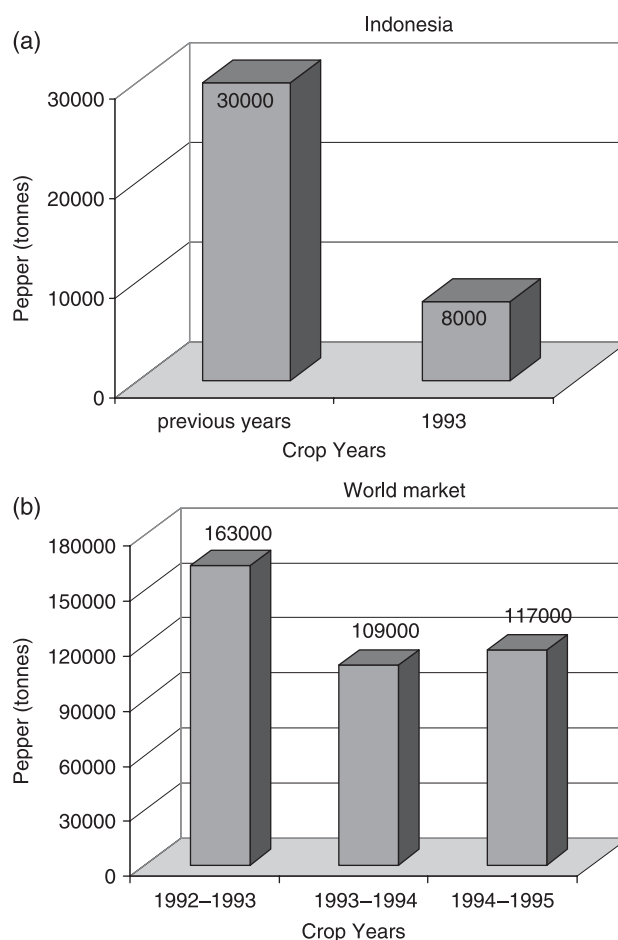 (a)
Indonesia
30000
20000
10000
0
Pepper (tonnes)
30000
8000
previous years
1993
Crop Years
(b)
World market
180000
150000
120000
90000
60000
30000
0
Pepper (tonnes)
163000
109000
117000
1992–1993
1993–1994
1994–1995
Crop Years